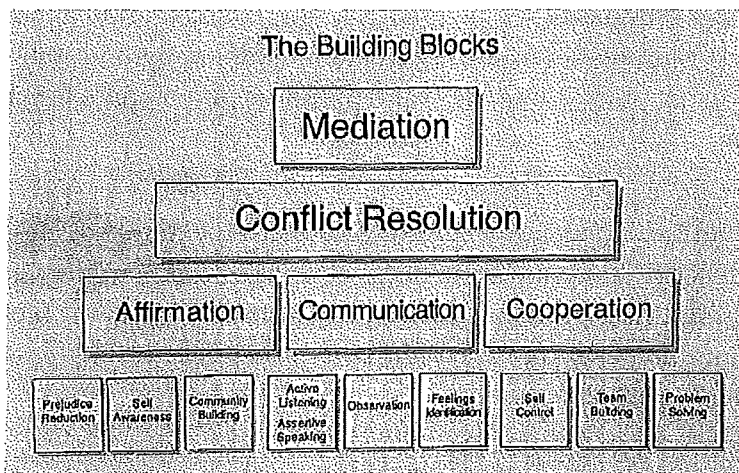 The Building Blocks
Mediation
Conflict Resolution
Affirmation
Communication
Cooperation
Prejudice
Reduction
Self
Awareness
Community
Building
Active
Listening
Assertive
Speaking
Observation
Feelings
Identification
Self
Control
Team
Building
Problem
Solving